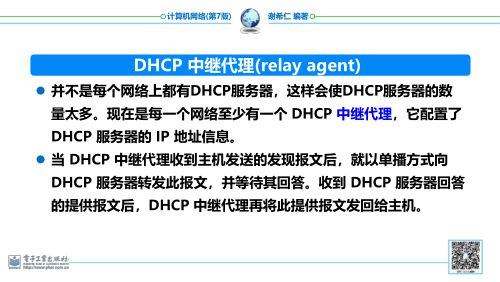 计算机网络(第7版) 谢希仁 编著
DHCP 中继代理(relay agent)
● 并不是每个网络上都有DHCP服务器，这样会使DHCP服务器的数
量太多。现在是每一个网络至少有一个 DHCP 中继代理，它配置了
DHCP 服务器的 IP 地址信息。
● 当 DHCP 中继代理收到主机发送的发现报文后，就以单播方式向
DHCP 服务器转发此报文，并等待其回答。收到 DHCP 服务器回答
的提供报文后，DHCP 中继代理再将此提供报文发回给主机。
电子工业出版社
http://www.phei.com.cn